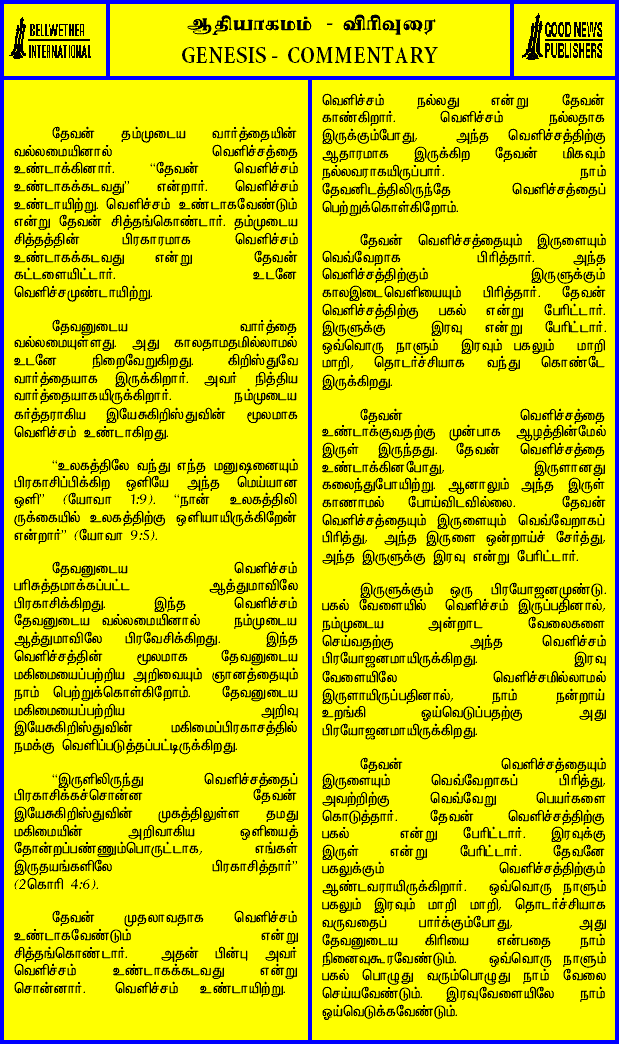 BELLWETHER
INTERNATIONAL
ஆதியாகமம் - விரிவுரை
GENESIS - COMMENTARY
GOOD NEWS
PUBLISHERS
தேவன் தம்முடைய வார்த்தையின்
வல்லமையினால் வெளிச்சத்தை
உண்டாக்கினார். “தேவன் வெளிச்சம்
உண்டாகக்கடவது” என்றார். வெளிச்சம்
உண்டாயிற்று. வெளிச்சம் உண்டாகவேண்டும்
என்று தேவன் சித்தங்கொண்டார். தம்முடைய
சித்தத்தின் பிரகாரமாக வெளிச்சம்
உண்டாகக்கடவது என்று தேவன்
கட்டளையிட்டார். உடனே
வெளிச்சமுண்டாயிற்று.
தேவனுடைய வார்த்தை
வல்லமையுள்ளது. அது காலதாமதமில்லாமல்
உடனே நிறைவேறுகிறது. கிறிஸ்துவே
வார்த்தையாக இருக்கிறார். அவர் நித்திய
வார்த்தையாகயிருக்கிறார். நம்முடைய
கர்த்தராகிய இயேசுகிறிஸ்துவின் மூலமாக
வெளிச்சம் உண்டாகிறது.
“உலகத்திலே வந்து எந்த மனுஷனையும்
பிரகாசிப்பிக்கிற ஒளியே அந்த மெய்யான
ஒளி” (யோவா 1:9). “நான் உலகத்திலி
ருக்கையில் உலகத்திற்கு ஒளியாயிருக்கிறேன்
என்றார்” (யோவா 9:5).
தேவனுடைய வெளிச்சம்
பரிசுத்தமாக்கப்பட்ட ஆத்துமாவிலே
பிரகாசிக்கிறது. இந்த வெளிச்சம்
தேவனுடைய வல்லமையினால் நம்முடைய
ஆத்துமாவிலே பிரவேசிக்கிறது. இந்த
வெளிச்சத்தின் மூலமாக தேவனுடைய
மகிமையைப்பற்றிய அறிவையும் ஞானத்தையும்
நாம் பெற்றுக்கொள்கிறோம். தேவனுடைய
மகிமையைப்பற்றிய அறிவு
இயேசுகிறிஸ்துவின் மகிமைப்பிரகாசத்தில்
நமக்கு வெளிப்படுத்தப்பட்டிருக்கிறது.
“இருளிலிருந்து வெளிச்சத்தைப்
பிரகாசிக்கச்சொன்ன தேவன்
இயேசுகிறிஸ்துவின் முகத்திலுள்ள தமது
மகிமையின் அறிவாகிய ஒளியைத்
தோன்றப்பண்ணும்பொருட்டாக, எங்கள்
இருதயங்களிலே பிரகாசித்தார்”
(2கொரி 4:6).
தேவன் முதலாவதாக வெளிச்சம்
உண்டாகவேண்டும் என்று
சித்தங்கொண்டார். அதன் பின்பு அவர்
வெளிச்சம் உண்டாகக்கடவது என்று
சொன்னார். வெளிச்சம் உண்டாயிற்று.
வெளிச்சம் நல்லது என்று தேவன்
காண்கிறார். வெளிச்சம் நல்லதாக
இருக்கும்போது, அந்த வெளிச்சத்திற்கு
ஆதாரமாக இருக்கிற தேவன் மிகவும்
நல்லவராகயிருப்பார். நாம்
தேவனிடத்திலிருந்தே வெளிச்சத்தைப்
பெற்றுக்கொள்கிறோம்.
தேவன் வெளிச்சத்தையும் இருளையும்
வெவ்வேறாக பிரித்தார். அந்த
வெளிச்சத்திற்கும் இருளுக்கும்
காலஇடைவெளியையும் பிரித்தார். தேவன்
வெளிச்சத்திற்கு பகல் என்று பேரிட்டார்.
இருளுக்கு இரவு என்று பேரிட்டார்.
ஒவ்வொரு நாளும் இரவும் பகலும் மாறி
மாறி, தொடர்ச்சியாக வந்து கொண்டே
இருக்கிறது.
தேவன் வெளிச்சத்தை
உண்டாக்குவதற்கு முன்பாக ஆழத்தின்மேல்
இருள் இருந்தது. தேவன் வெளிச்சத்தை
உண்டாக்கினபோது, இருளானது
கலைந்துபோயிற்று. ஆனாலும் அந்த இருள்
காணாமல் போய்விடவில்லை. தேவன்
வெளிச்சத்தையும் இருளையும் வெவ்வேறாகப்
பிரித்து, அந்த இருளை ஒன்றாய்ச் சேர்த்து,
அந்த இருளுக்கு இரவு என்று பேரிட்டார்.
இருளுக்கும் ஒரு பிரயோஜனமுண்டு.
பகல் வேளையில் வெளிச்சம் இருப்பதினால்,
நம்முடைய அன்றாட வேலைகளை
செய்வதற்கு அந்த வெளிச்சம்
பிரயோஜனமாயிருக்கிறது. இரவு
வேளையிலே வெளிச்சமில்லாமல்
இருளாயிருப்பதினால், நாம் நன்றாய்
உறங்கி ஓய்வெடுப்பதற்கு அது
பிரயோஜனமாயிருக்கிறது.
தேவன் வெளிச்சத்தையும்
இருளையும் வெவ்வேறாகப் பிரித்து,
அவற்றிற்கு வெவ்வேறு பெயர்களை
கொடுத்தார். தேவன் வெளிச்சத்திற்கு
பகல் என்று பேரிட்டார். இரவுக்கு
இருள் என்று பேரிட்டார். தேவனே
பகலுக்கும் வெளிச்சத்திற்கும்
ஆண்டவராயிருக்கிறார். ஒவ்வொரு நாளும்
பகலும் இரவும் மாறி மாறி, தொடர்ச்சியாக
வருவதைப் பார்க்கும்போது, அது
தேவனுடைய கிரியை என்பதை நாம்
நினைவுகூரவேண்டும். ஒவ்வொரு நாளும்
பகல் பொழுது வரும்பொழுது நாம் வேலை
செய்யவேண்டும். இரவுவேளையிலே நாம்
ஓய்வெடுக்கவேண்டும்.